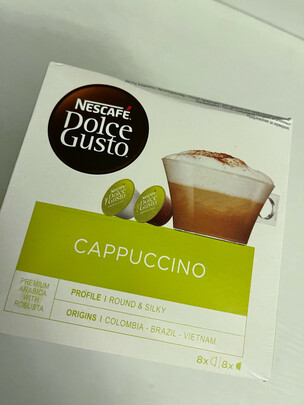 NESCAFÉ
Dolce
Gusto
CAPPUCCINO
PREMIUM
ARABICA
WITH
ROBUSTA
PROFILE | ROUND & SILKY
ORIGINS | COLOMBIA - BRAZIL - VIETNAM
8x 8x